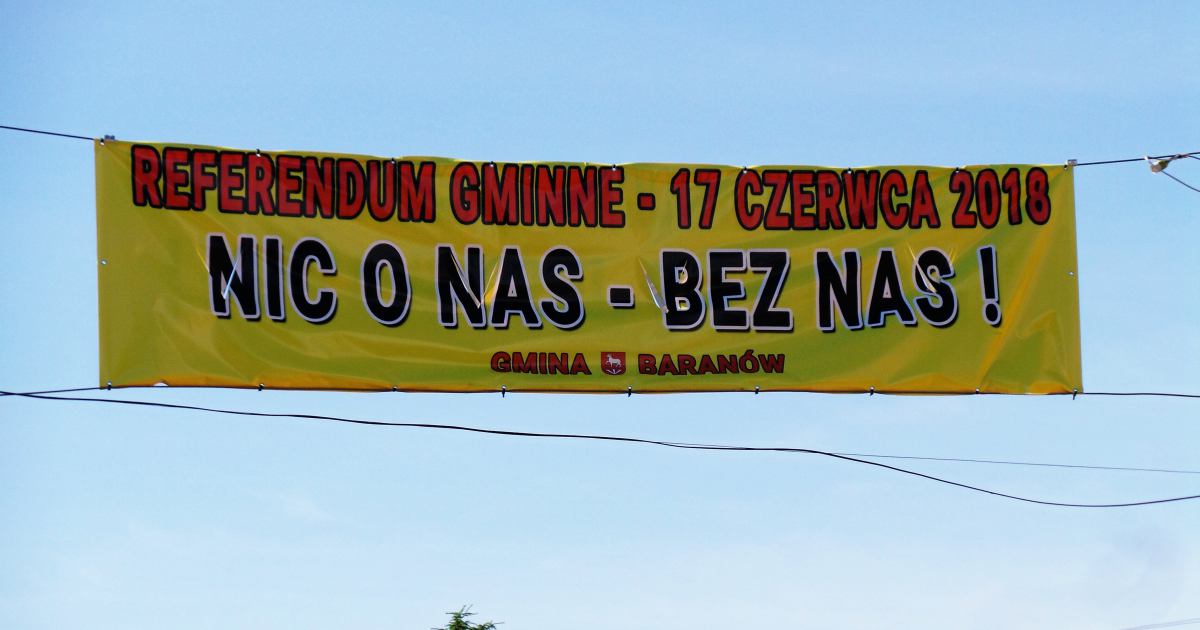 REFERENDUM GMINNE - 17 CZERWCA 2018
NIC O NAS - BEZ NAS !
GMINA BARANÓW